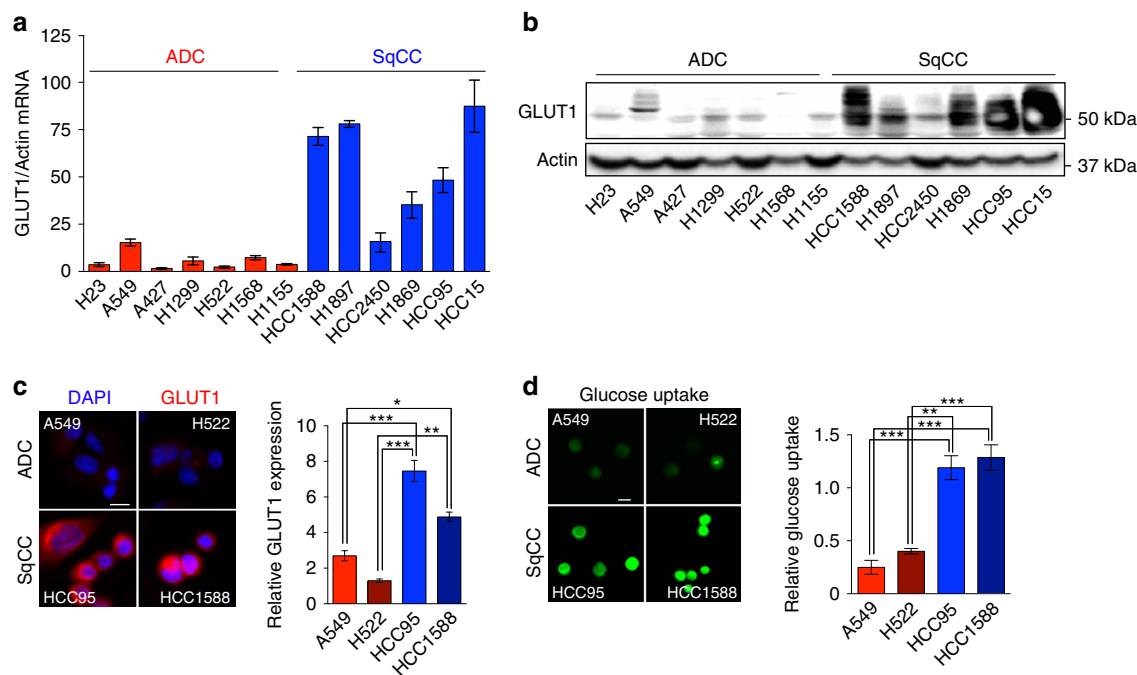 a
ADC
SqCC
GLUT1/Actin mRNA
125
100
75
50
25
0
H23
A549
A427
H1299
H522
H1568
H1155
HCC1588
H1897
HCC2450
H1869
HCC95
HCC15
b
ADC
SqCC
GLUT1
50 kDa
Actin
37 kDa
H23
A549
A427
H1299
H522
H1568
H1155
HCC1588
H1897
HCC2450
H1869
HCC95
HCC15
c
DAPI
GLUT1
ADC
A549
H522
SqCC
HCC95
HCC1588
Relative GLUT1 expression
10
8
6
4
2
0
*
***
**
***
A549
H522
HCC95
HCC1588
d
Glucose uptake
ADC
A549
H522
SqCC
HCC95
HCC1588
Relative glucose uptake
1.5
1.0
0.5
0
***
**
***
***
A549
H522
HCC95
HCC1588